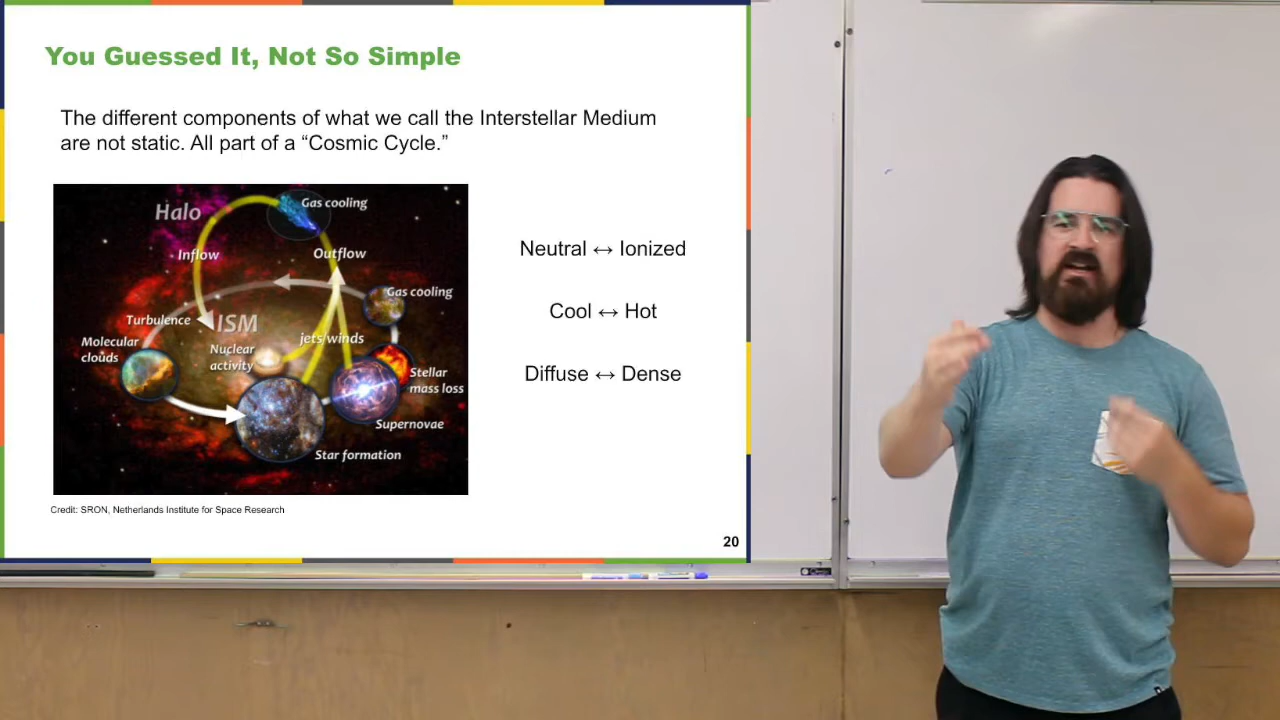 You Guessed It, Not So Simple
The different components of what we call the Interstellar Medium
are not static. All part of a “Cosmic Cycle.”
Halo
Gas cooling
Inflow
Outflow
Gas cooling
Turbulence
ISM
Molecular
clouds
Nuclear
activity
jets/winds
Stellar
mass loss
Supernovae
Star formation
Neutral ↔ Ionized
Cool ↔ Hot
Diffuse ↔ Dense
Credit: SRON, Netherlands Institute for Space Research
20